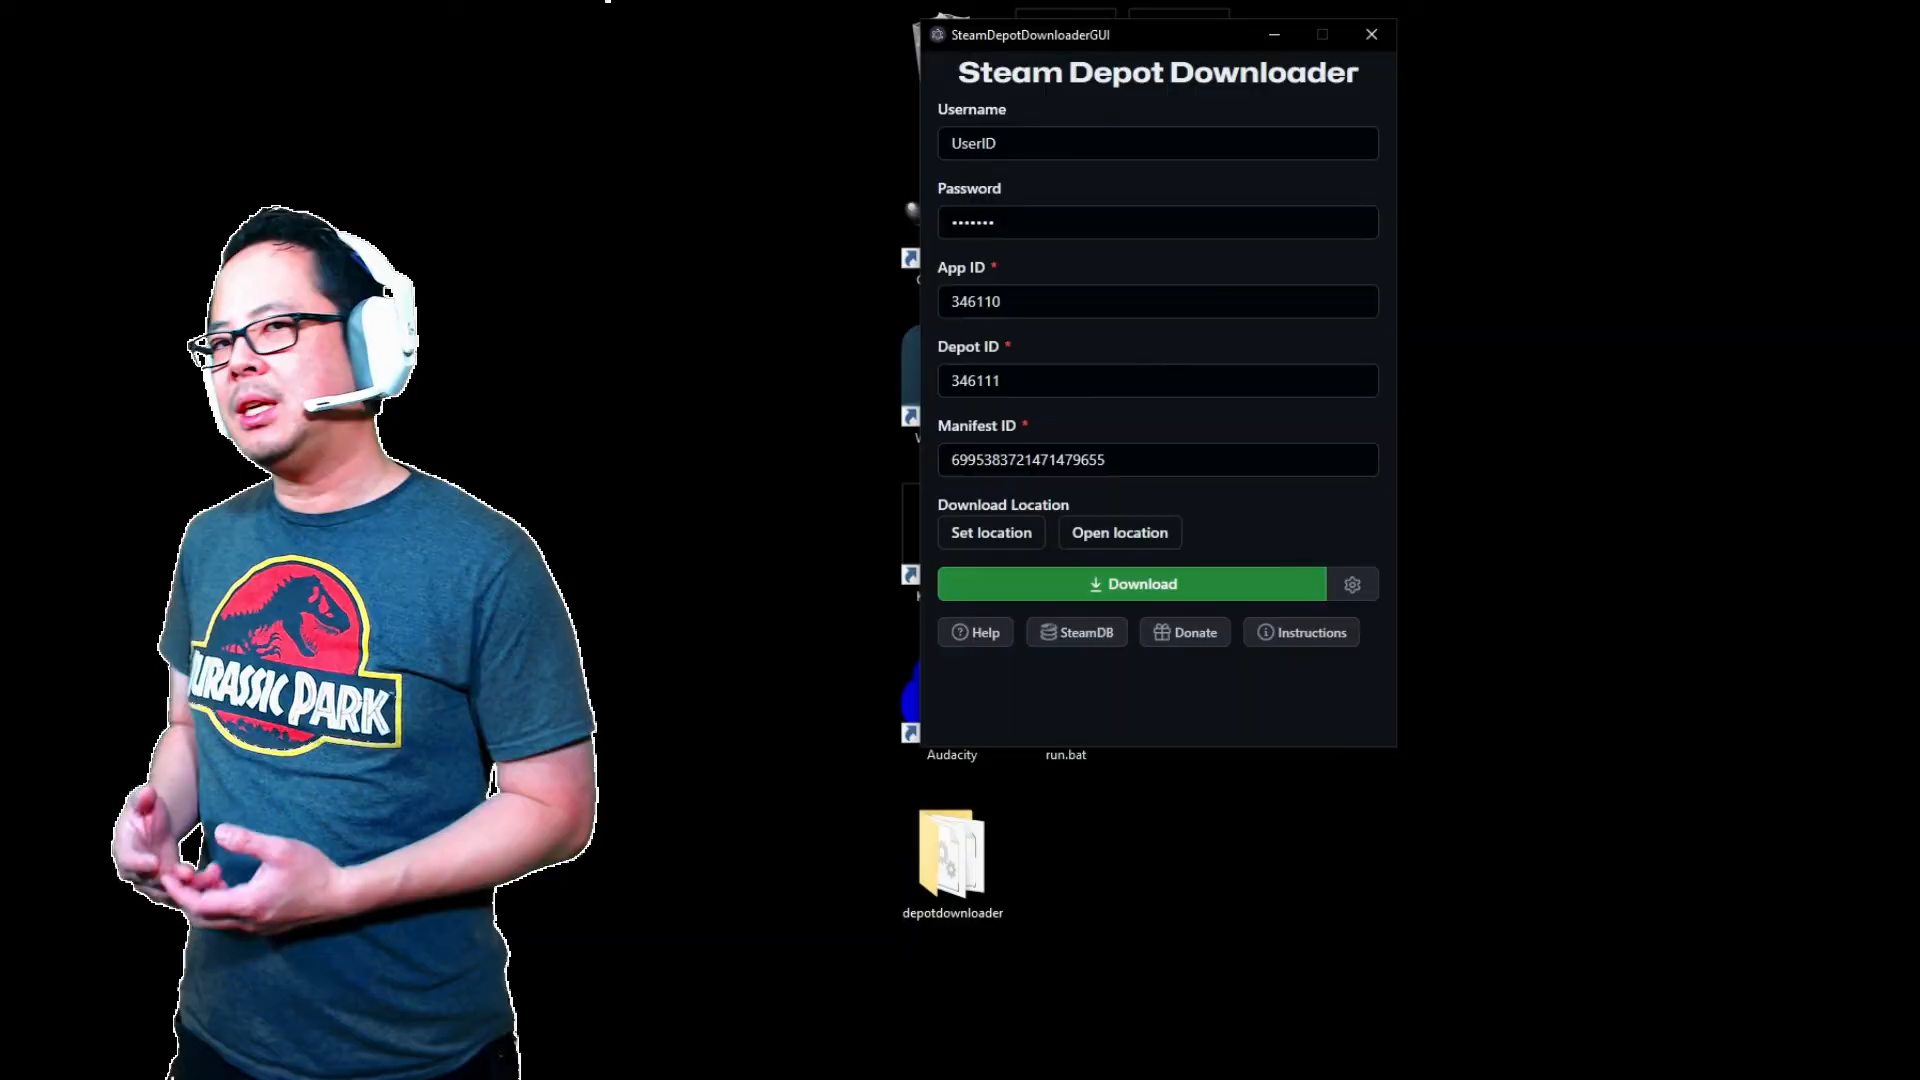 SteamDepotDownloaderGUI
Steam Depot Downloader
Username
UserID
Password
•••••••
App ID *
346110
Depot ID *
346111
Manifest ID *
6995383721471479655
Download Location
Set location
Open location
Download
Help
SteamDB
Donate
Instructions
Audacity
run.bat
depotdownloader
JURASSIC PARK